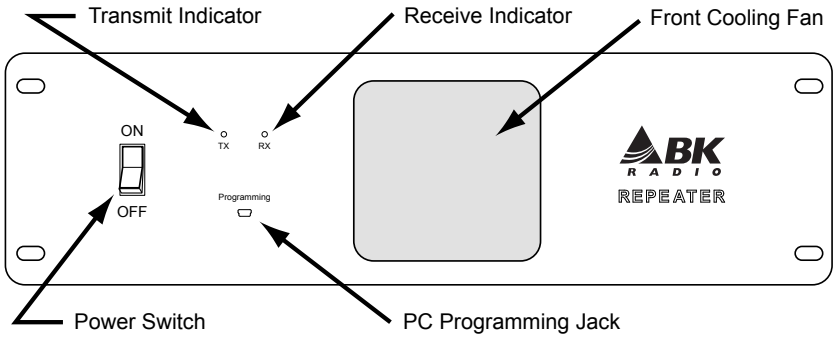 Transmit Indicator
Receive Indicator
Front Cooling Fan
ON
TX
RX
OFF
Programming
BK
RADIO
REPEATER
Power Switch
PC Programming Jack